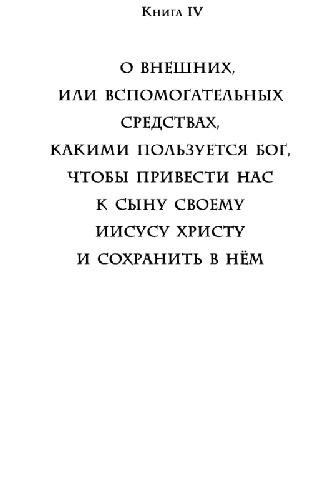 Книга IV
О ВНЕШНИХ,
ИЛИ ВСПОМОГАТЕЛЬНЫХ
СРЕДСТВАХ,
КАКИМИ ПОЛЬЗУЕТСЯ БОГ,
ЧТОБЫ ПРИВЕСТИ НАС
К СЫНУ СВОЕМУ
ИИСУСУ ХРИСТУ
И СОХРАНИТЬ В НЁМ